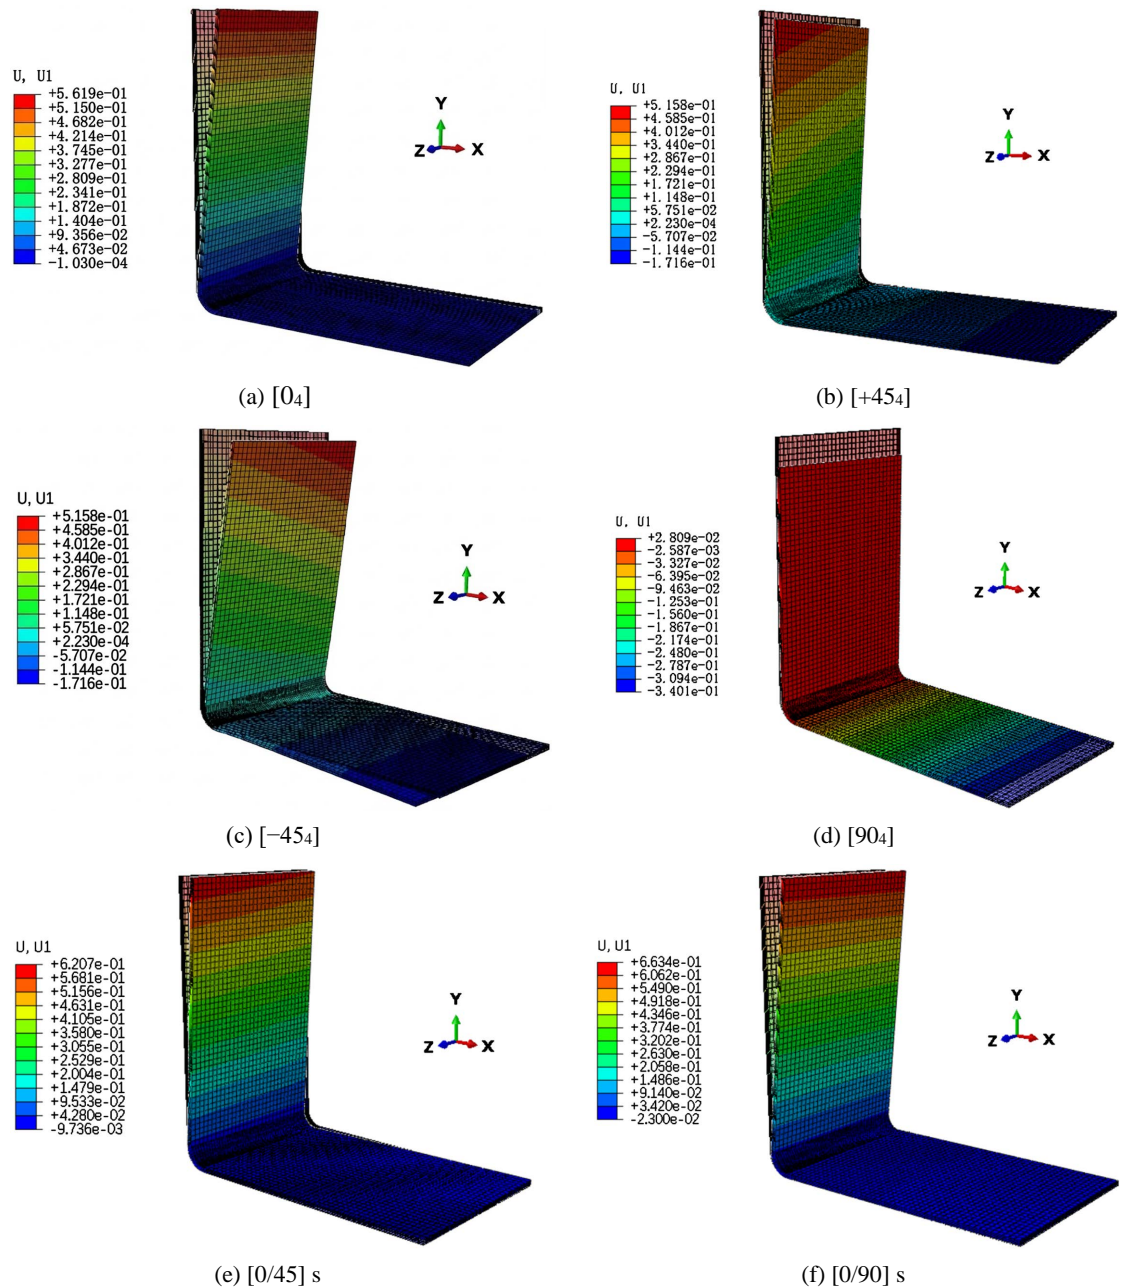 U, U1
+5.619e-01
+5.150e-01
+4.682e-01
+4.214e-01
+3.745e-01
+3.277e-01
+2.809e-01
+2.341e-01
+1.872e-01
+1.404e-01
+9.356e-02
+4.673e-02
-1.030e-04
Y
Z
X
(a) [0₄]
U, U1
+5.158e-01
+4.585e-01
+4.012e-01
+3.440e-01
+2.867e-01
+2.294e-01
+1.721e-01
+1.148e-01
+5.751e-02
+2.230e-04
-5.707e-02
-1.144e-01
-1.716e-01
Y
Z
X
(b) [+45₄]
U, U1
+5.158e-01
+4.585e-01
+4.012e-01
+3.440e-01
+2.867e-01
+2.294e-01
+1.721e-01
+1.148e-01
+5.751e-02
+2.230e-04
-5.707e-02
-1.144e-01
-1.716e-01
Y
Z
X
(c) [−45₄]
U, U1
+2.809e-02
-2.587e-03
-3.327e-02
-6.395e-02
-9.463e-02
-1.253e-01
-1.560e-01
-1.867e-01
-2.174e-01
-2.480e-01
-2.787e-01
-3.094e-01
-3.401e-01
Y
Z
X
(d) [90₄]
U, U1
+6.207e-01
+5.681e-01
+5.156e-01
+4.631e-01
+4.105e-01
+3.580e-01
+3.055e-01
+2.529e-01
+2.004e-01
+1.479e-01
+9.533e-02
+4.280e-02
-9.736e-03
Y
Z
X
(e) [0/45] s
U, U1
+6.634e-01
+6.062e-01
+5.490e-01
+4.918e-01
+4.346e-01
+3.774e-01
+3.202e-01
+2.630e-01
+2.058e-01
+1.486e-01
+9.140e-02
+3.420e-02
-2.300e-02
Y
Z
X
(f) [0/90] s